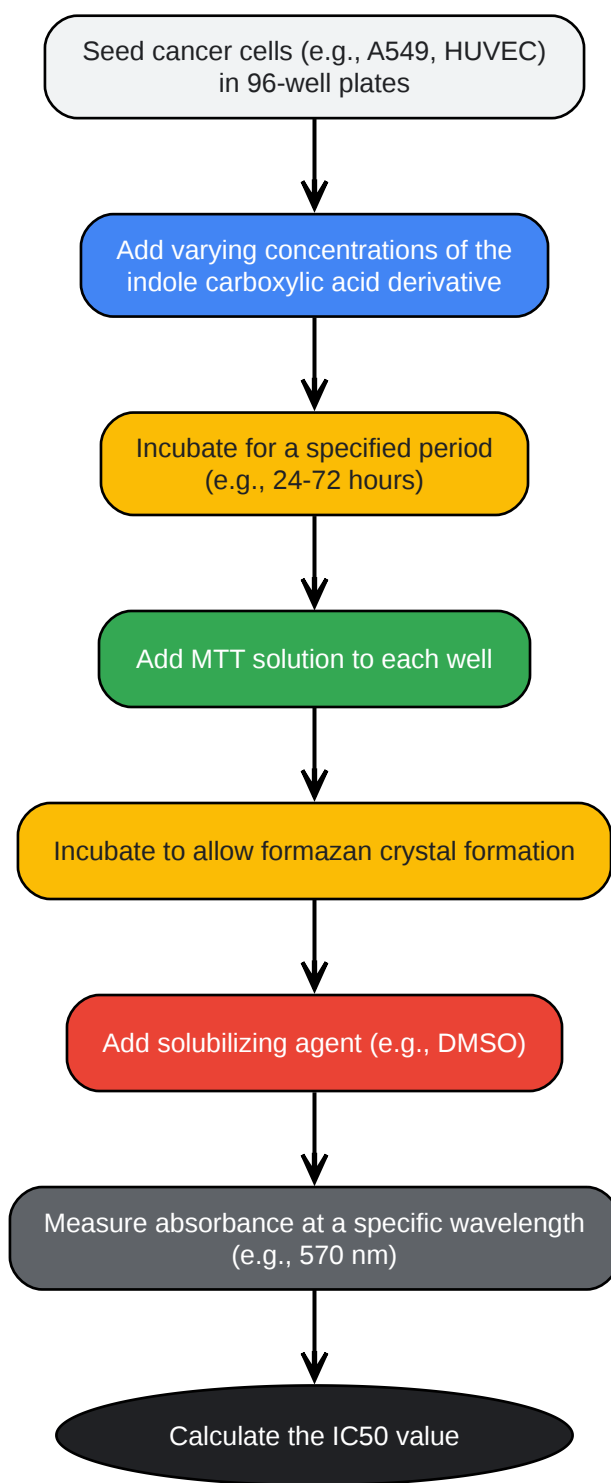 Seed cancer cells (e.g., A549, HUVEC)
in 96-well plates
Add varying concentrations of the
indole carboxylic acid derivative
Incubate for a specified period
(e.g., 24-72 hours)
Add MTT solution to each well
Incubate to allow formazan crystal formation
Add solubilizing agent (e.g., DMSO)
Measure absorbance at a specific wavelength
(e.g., 570 nm)
Calculate the IC50 value